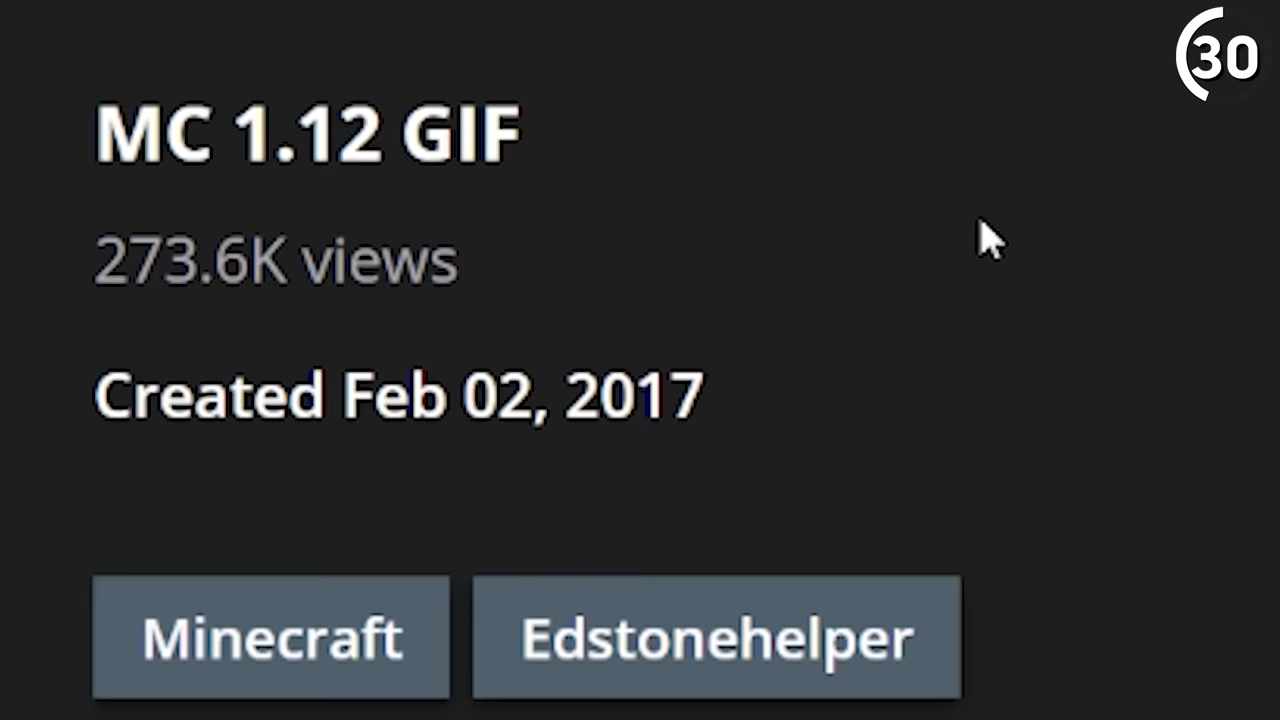 30
MC 1.12 GIF
273.6K views
Created Feb 02, 2017
Minecraft Edstonehelper